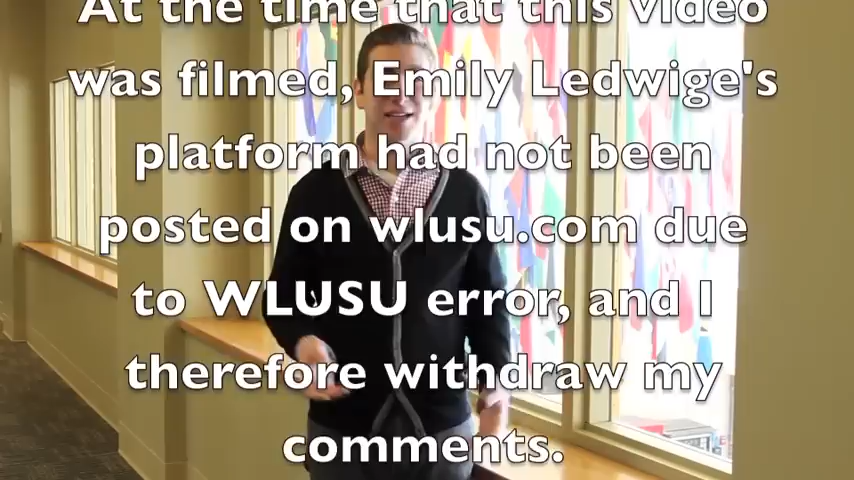 At the time that this video
was filmed, Emily Ledwige's
platform had not been
posted on wlusu.com due
to WLUSU error, and I
therefore withdraw my
comments.